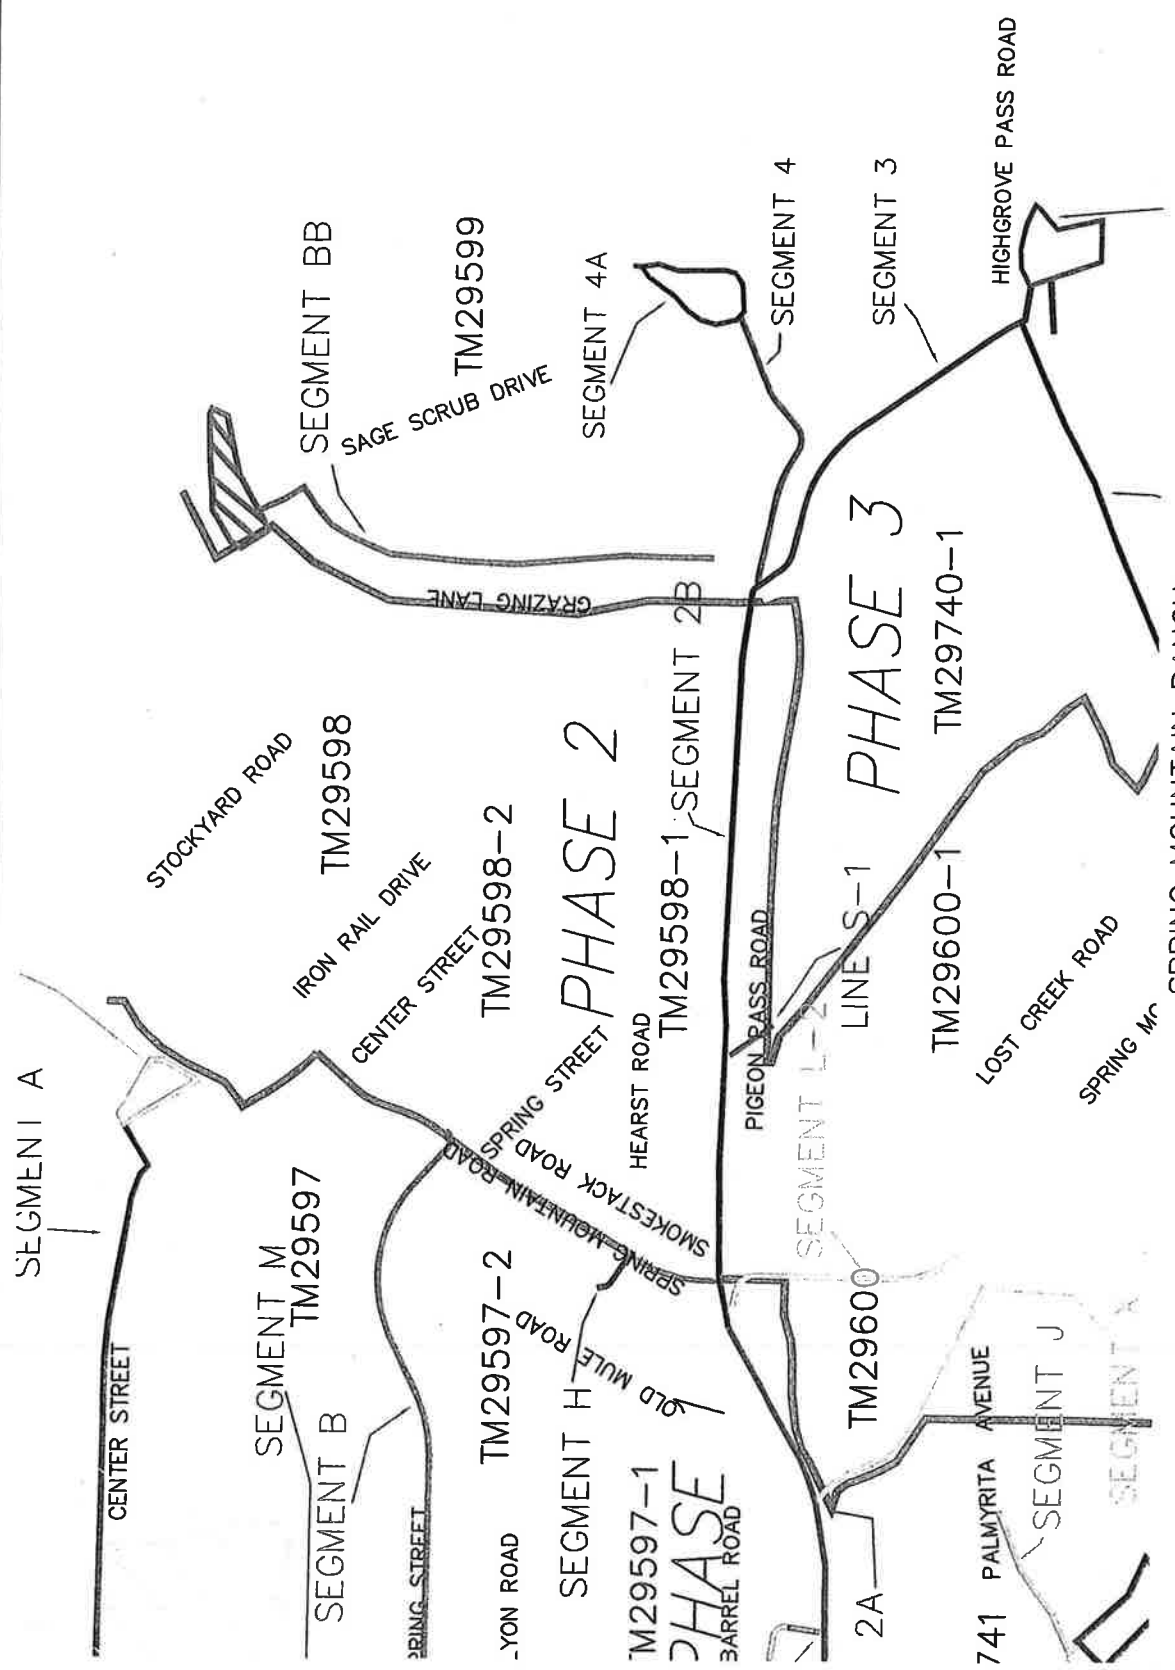 SEGMENT A
CENTER STREET
SEGMENT M
TM29597
SEGMENT B
PRING STREET
STOCKYARD ROAD
TM29598
IRON RAIL DRIVE
CENTER STREET
TM29598-2
SEGMENT BB
SAGE SCRUB DRIVE
TM29599
GRAZING LANE
SEGMENT 4A
SEGMENT 4
SEGMENT 3
HIGHGROVE PASS ROAD
PHASE 2
SPRING STREET
HEARST ROAD
TM29598-1
SEGMENT 2B
SPRING MOUNTAIN ROAD
SMOKESTACK ROAD
TM29597-2
OLD MULE ROAD
YON ROAD
SEGMENT H
TM29597-1
PHASE 1
BARREL ROAD
PIGEON PASS ROAD
PHASE 3
TM29740-1
LINE S-1
TM29600-1
SEGMENT L-2
TM29600
2A
LOST CREEK ROAD
SPRING MC
SPRING MOUNTAIN RANCH
741
PALMYRITA AVENUE
SEGMENT J
SEGMENT